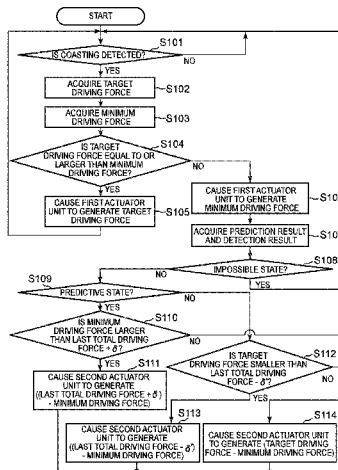 START
S101
IS COASTING DETECTED?
NO
YES
ACQUIRE TARGET
DRIVING FORCE
S102
ACQUIRE MINIMUM
DRIVING FORCE
S103
S104
IS TARGET
DRIVING FORCE EQUAL TO OR
LARGER THAN MINIMUM
DRIVING FORCE?
NO
YES
CAUSE FIRST ACTUATOR
UNIT TO GENERATE TARGET
DRIVING FORCE
S105
CAUSE FIRST ACTUATOR
UNIT TO GENERATE
MINIMUM DRIVING FORCE
S10
ACQUIRE PREDICTION RESULT
AND DETECTION RESULT
S10
S108
IMPOSSIBLE STATE?
NO
YES
S109
PREDICTIVE STATE?
NO
YES
S110
IS MINIMUM
DRIVING FORCE LARGER
THAN LAST TOTAL DRIVING
FORCE + δ?
NO
YES
S111
CAUSE SECOND ACTUATOR
UNIT TO GENERATE
((LAST TOTAL DRIVING FORCE + δ)
- MINIMUM DRIVING FORCE)
S112
IS TARGET
DRIVING FORCE SMALLER THAN
LAST TOTAL DRIVING
FORCE - δ'?
NO
YES
S113
CAUSE SECOND ACTUATOR
UNIT TO GENERATE
((LAST TOTAL DRIVING FORCE - δ')
- MINIMUM DRIVING FORCE)
S114
CAUSE SECOND ACTUATOR UNIT
TO GENERATE (TARGET DRIVING
FORCE - MINIMUM DRIVING FORCE)